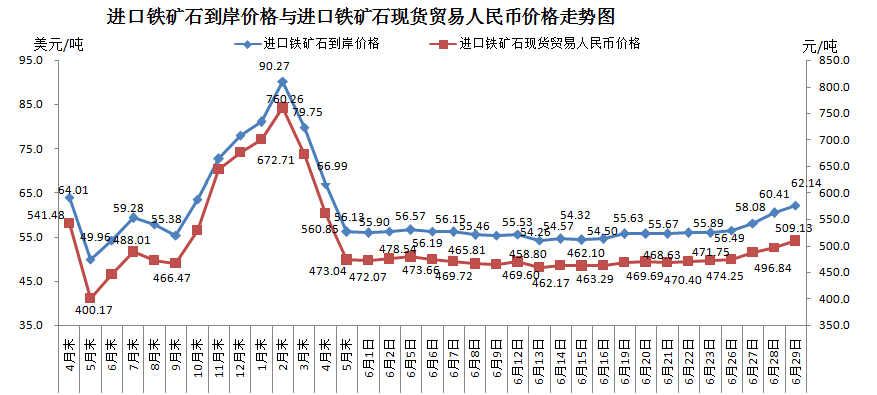 进口铁矿石到岸价格与进口铁矿石现货贸易人民币价格走势图
美元/吨
进口铁矿石到岸价格
进口铁矿石现货贸易人民币价格
元/吨
95.0
85.0
75.0
65.0
55.0
45.0
35.0
850.0
800.0
750.0
700.0
650.0
600.0
550.0
500.0
450.0
400.0
350.0
64.01
49.96
59.28
55.38
90.27
79.75
66.99
56.13
55.90
56.57
56.15
55.46
55.53
54.26
54.57
54.32
54.50
55.63
55.67
55.89
56.49
58.08
60.41
62.14
541.48
400.17
488.01
466.47
672.71
760.26
560.85
473.04
472.07
478.54
56.19
473.66
465.81
469.72
458.80
469.60
462.17
462.10
463.29
468.63
469.69
470.40
471.75
474.25
496.84
509.13
4月末
5月末
6月末
7月末
8月末
9月末
10月末
11月末
12月末
1月末
2月末
3月末
4月末
5月末
6月1日
6月2日
6月5日
6月6日
6月7日
6月8日
6月9日
6月12日
6月13日
6月14日
6月15日
6月16日
6月19日
6月20日
6月21日
6月22日
6月23日
6月26日
6月27日
6月28日
6月29日